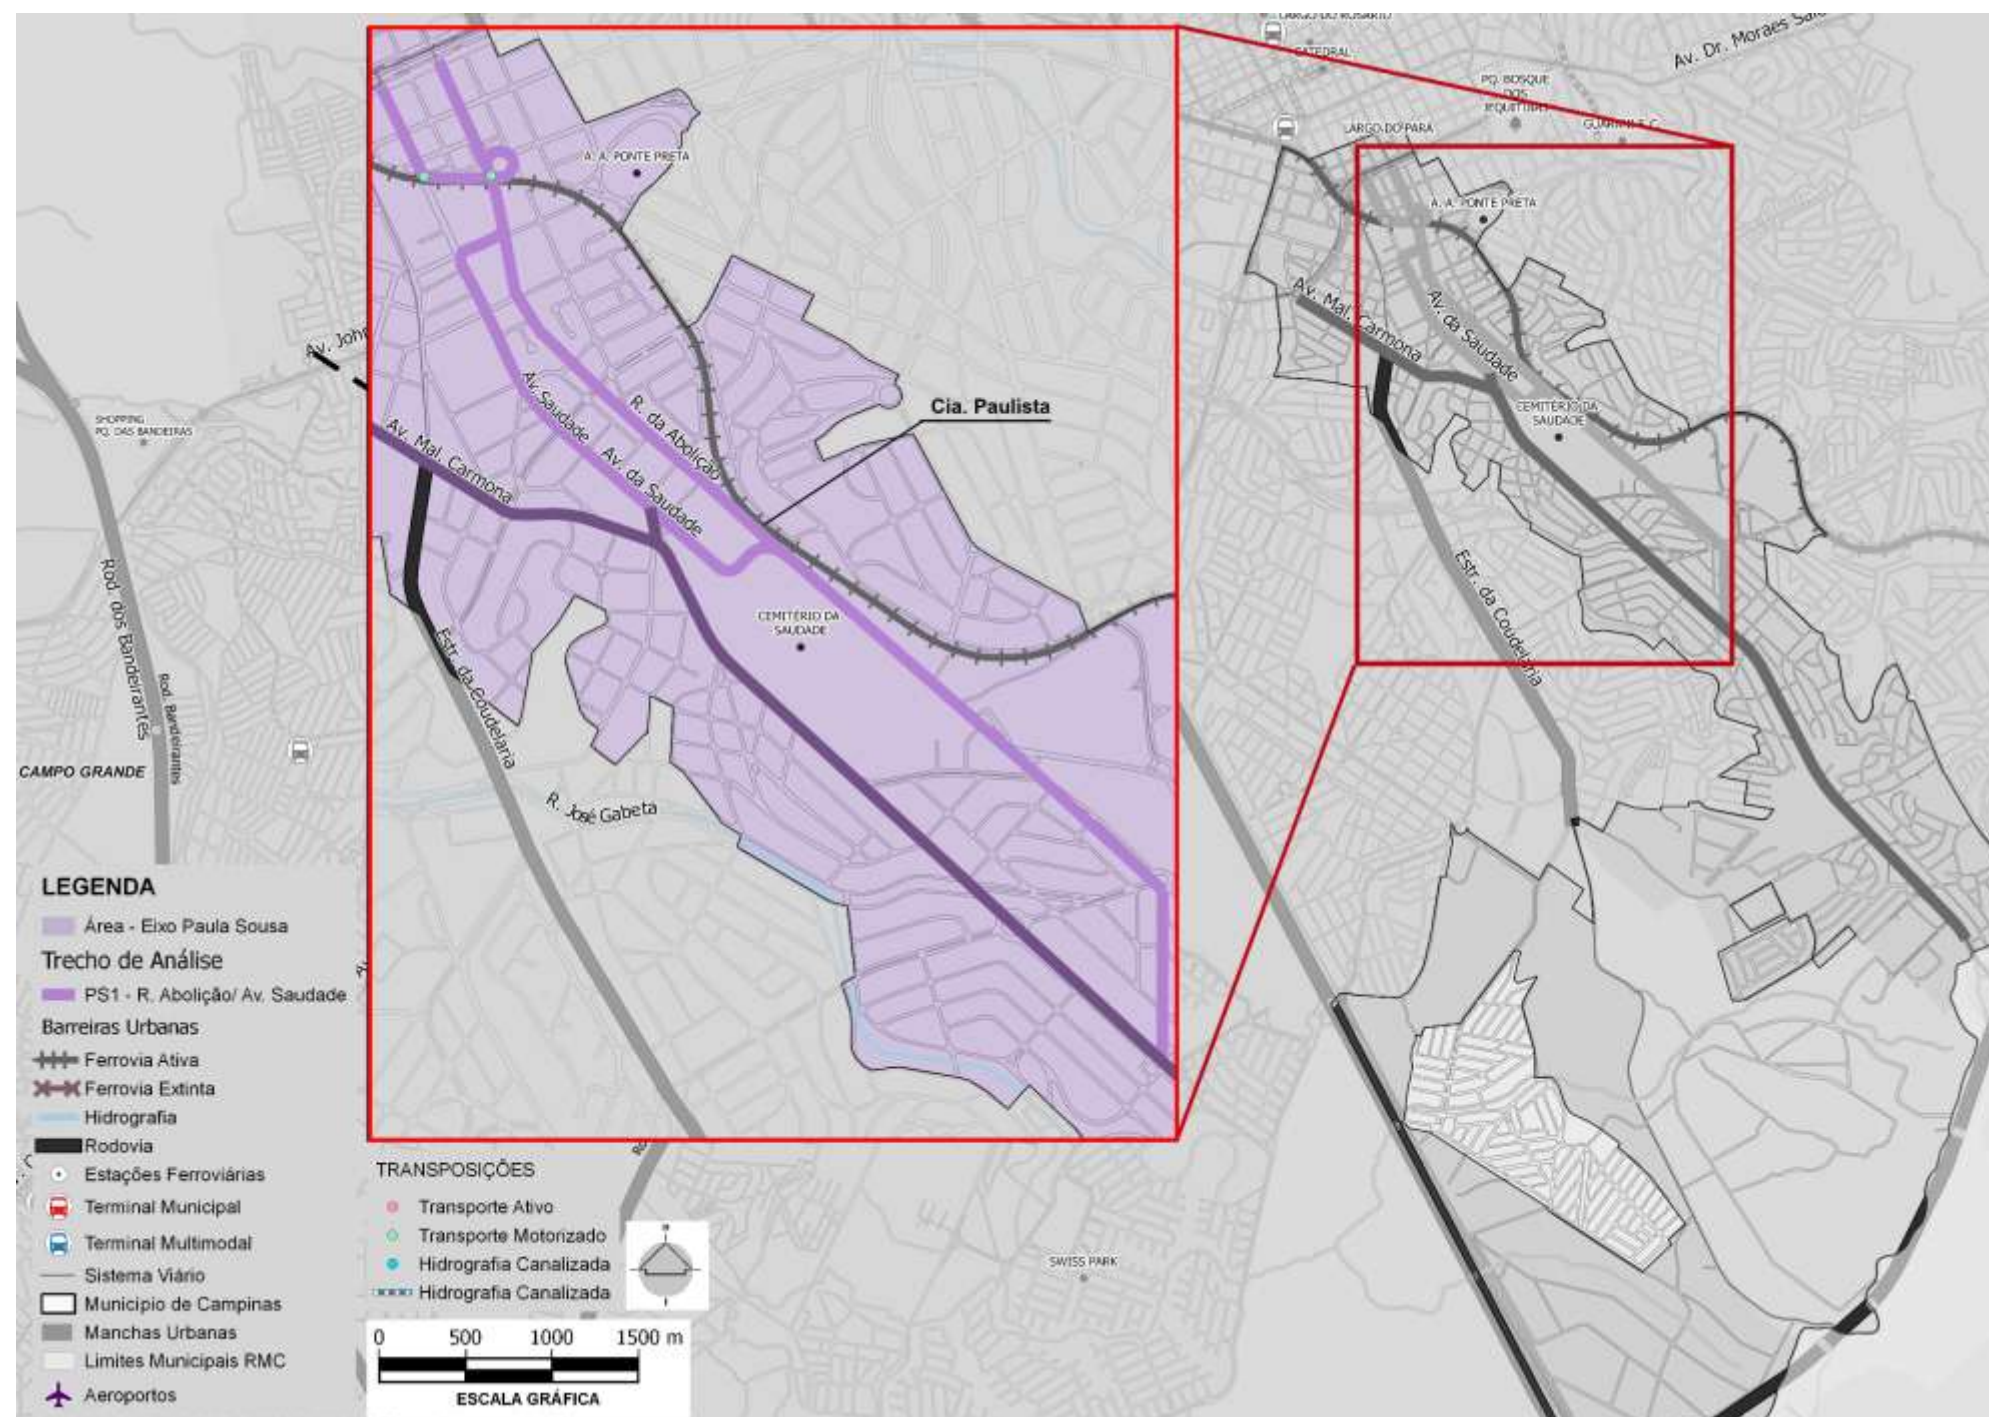 LARGO DO ROSÁRIO
CATEDRAL
Av. Dr. Moraes
PQ. BOSQUE
DOS
JEQUITIBÁS
GUARANI F. C.
LARGO DO PARÁ
A. A. PONTE PRETA
A. A. PONTE PRETA
Av. Mal. Carmona
Av. da Saudade
CEMITÉRIO DA
SAUDADE
Estr. da Coudelaria
Av. John
SHOPPING
PQ. DAS BANDEIRAS
Rod. dos Bandeirantes
Rod. Bandeirantes
CAMPO GRANDE
Cia. Paulista
R. da Abolição
Av. Saudade
Av. da Saudade
Av. Mal. Carmona
CEMITÉRIO DA
SAUDADE
Estr. da Coudelaria
R. José Gabeta
SWISS PARK
LEGENDA
Área - Eixo Paula Sousa
Trecho de Análise
PS1 - R. Abolição/ Av. Saudade
Barreiras Urbanas
Ferrovia Ativa
Ferrovia Extinta
Hidrografia
Rodovia
Estações Ferroviárias
Terminal Municipal
Terminal Multimodal
Sistema Viário
Municipio de Campinas
Manchas Urbanas
Limites Municipais RMC
Aeroportos
TRANSPOSIÇÕES
Transporte Ativo
Transporte Motorizado
Hidrografia Canalizada
Hidrografia Canalizada
0 500 1000 1500 m
ESCALA GRÁFICA